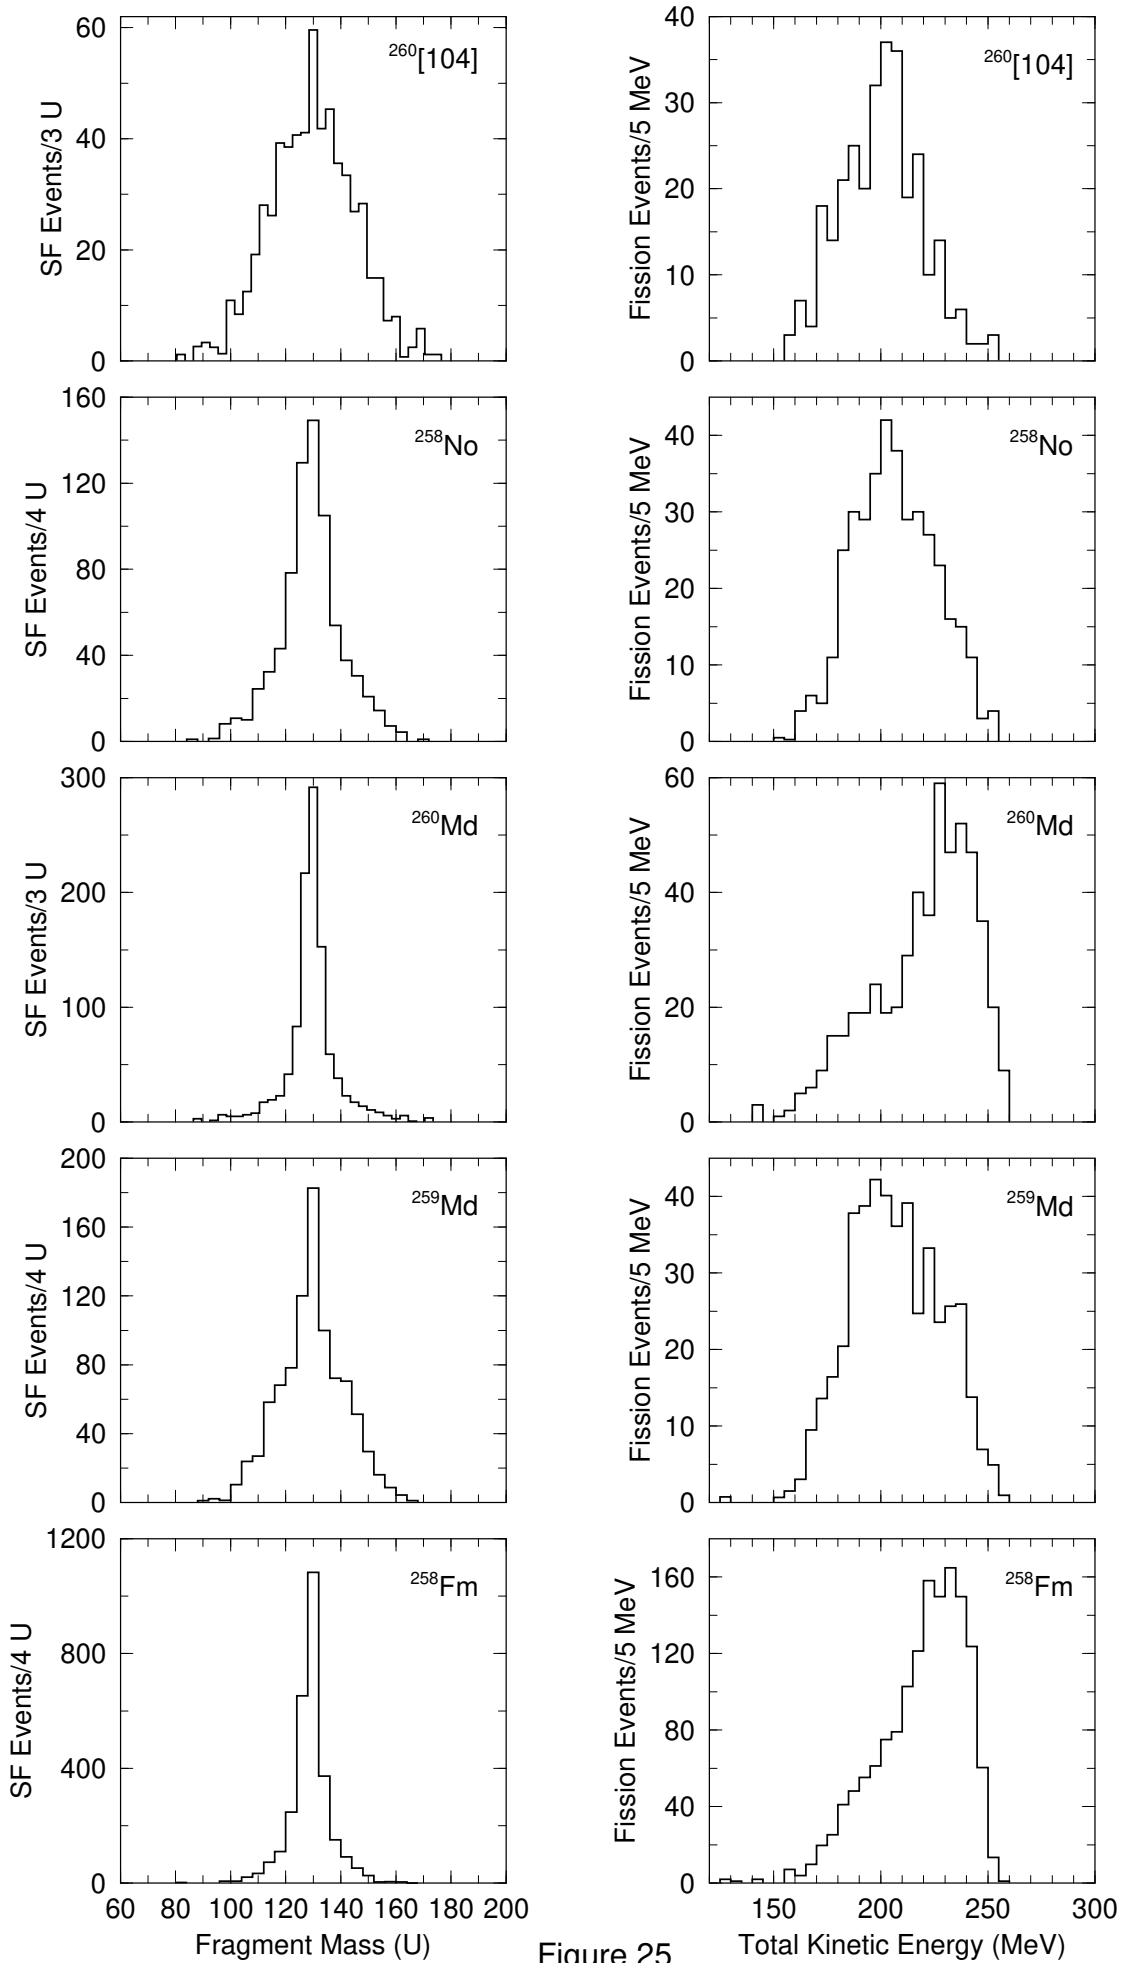 60
40
20
0
SF Events/3 U
260[104]
40
30
20
10
0
Fission Events/5 MeV
260[104]
160
120
80
40
0
SF Events/4 U
258No
40
30
20
10
0
Fission Events/5 MeV
258No
300
200
100
0
SF Events/3 U
260Md
60
40
20
0
Fission Events/5 MeV
260Md
200
160
120
80
40
0
SF Events/4 U
259Md
40
30
20
10
0
Fission Events/5 MeV
259Md
1200
800
400
0
SF Events/4 U
258Fm
60 80 100 120 140 160 180 200
Fragment Mass (U)
160
120
80
40
0
Fission Events/5 MeV
258Fm
150 200 250 300
Total Kinetic Energy (MeV)
Figure 25